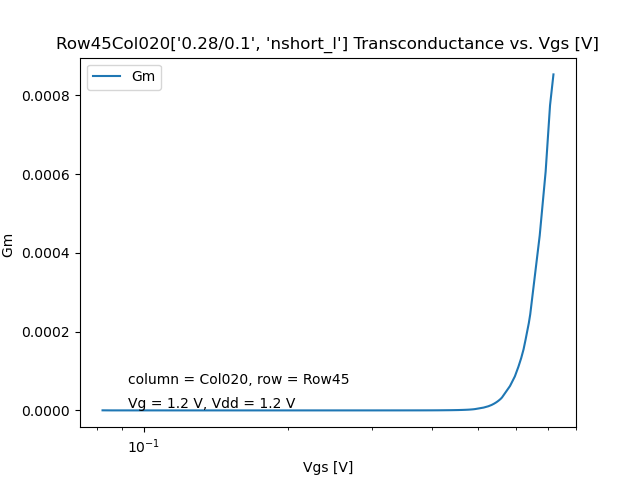 Row45Col020['0.28/0.1', 'nshort_l'] Transconductance vs. Vgs [V]
Gm
0.0008
0.0006
0.0004
0.0002
0.0000
Gm
column = Col020, row = Row45
Vg = 1.2 V, Vdd = 1.2 V
10⁻¹
Vgs [V]